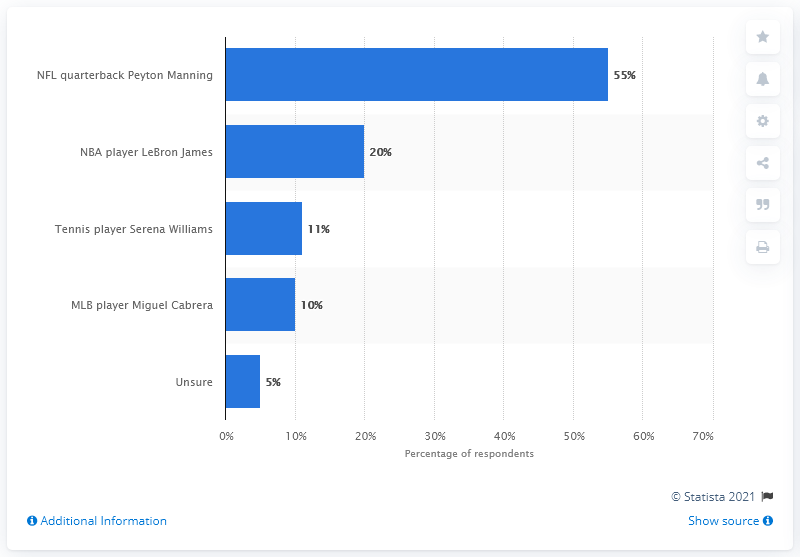 NFL quarterback Peyton Manning 55%
NBA player LeBron James 20%
Tennis player Serena Williams 11%
MLB player Miguel Cabrera 10%
Unsure 5%
0% 10% 20% 30% 40% 50% 60% 70%
Percentage of respondents
© Statista 2021
Additional Information Show source